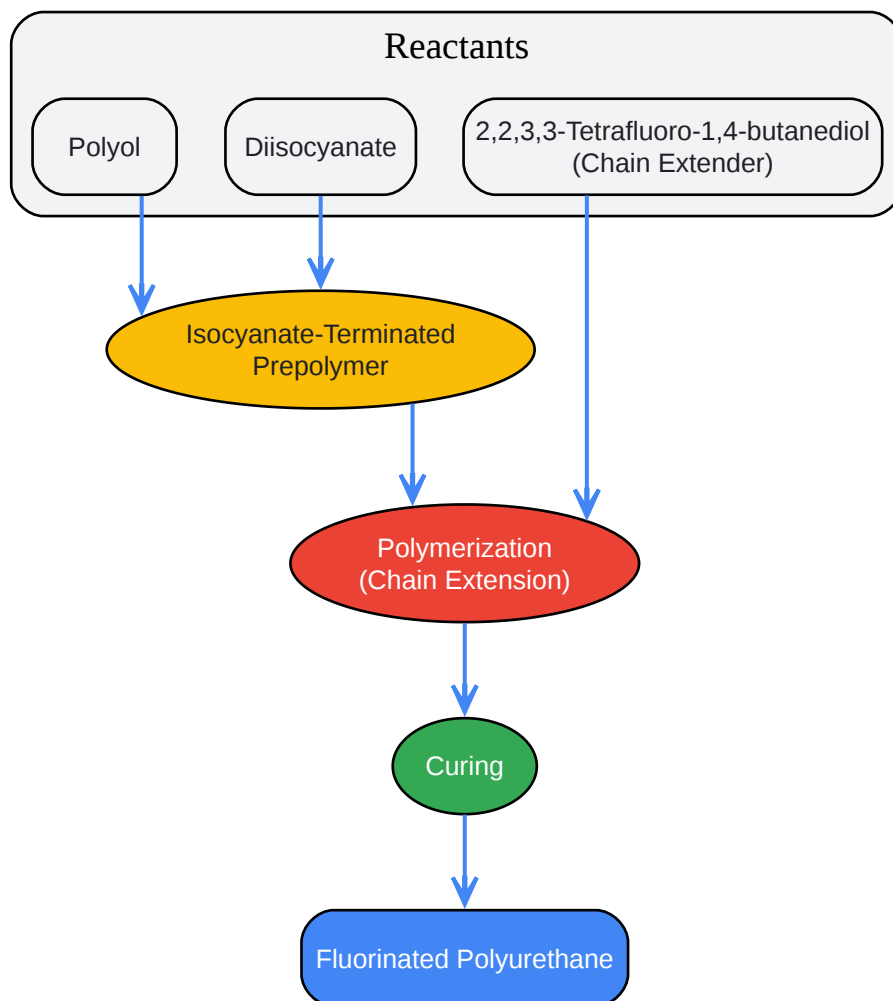 Reactants
Polyol
Diisocyanate
2,2,3,3-Tetrafluoro-1,4-butanediol
(Chain Extender)
Isocyanate-Terminated
Prepolymer
Polymerization
(Chain Extension)
Curing
Fluorinated Polyurethane